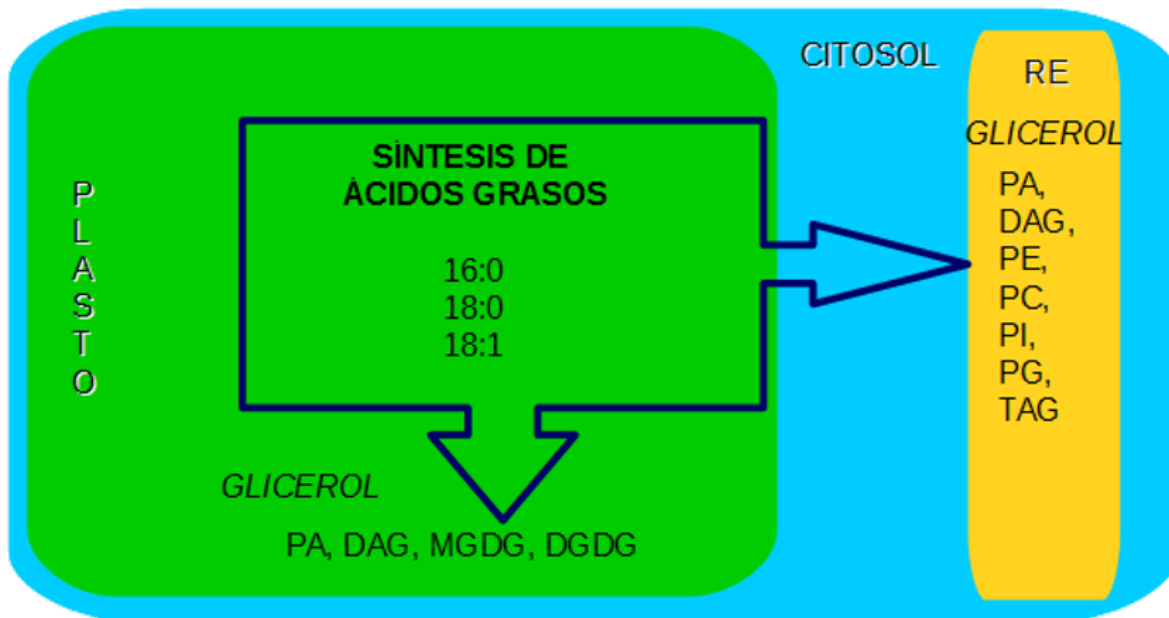 PLASTO
SÍNTESIS DE
ÁCIDOS GRASOS
16:0
18:0
18:1
GLICEROL
PA, DAG, MGDG, DGDG
CITOSOL
RE
GLICEROL
PA,
DAG,
PE,
PC,
PI,
PG,
TAG